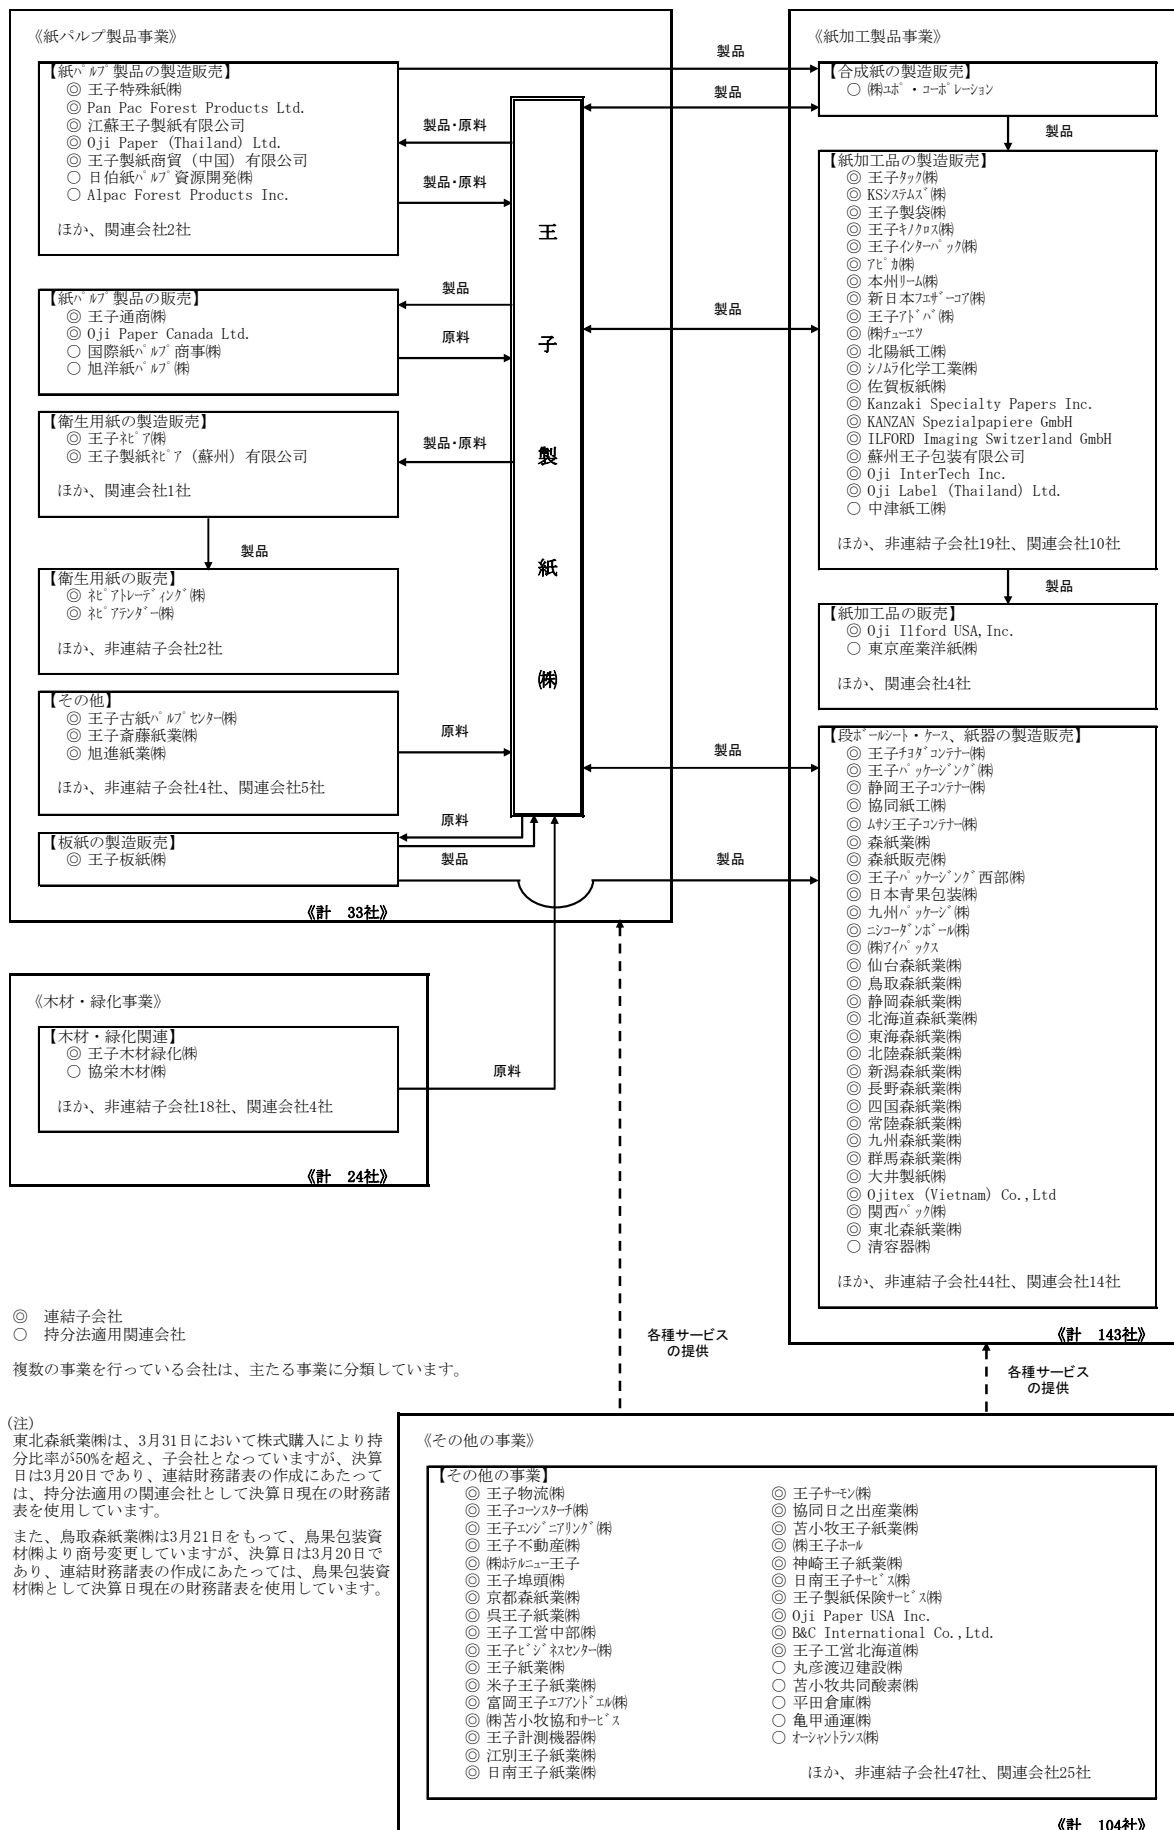 《紙パルプ製品事業》
【紙ﾊﾟﾙﾌﾟ製品の製造販売】
◎ 王子特殊紙㈱
◎ Pan Pac Forest Products Ltd.
◎ 江蘇王子製紙有限公司
◎ Oji Paper (Thailand) Ltd.
◎ 王子製紙商貿（中国）有限公司
○ 日伯紙ﾊﾟﾙﾌﾟ資源開発㈱
○ Alpac Forest Products Inc.
ほか、関連会社2社
製品・原料
製品・原料
【紙ﾊﾟﾙﾌﾟ製品の販売】
◎ 王子通商㈱
◎ Oji Paper Canada Ltd.
○ 国際紙ﾊﾟﾙﾌﾟ商事㈱
○ 旭洋紙ﾊﾟﾙﾌﾟ㈱
製品
原料
【衛生用紙の製造販売】
◎ 王子ﾈﾋﾟｱ㈱
◎ 王子製紙ﾈﾋﾟｱ（蘇州）有限公司
ほか、関連会社1社
製品・原料
製品
【衛生用紙の販売】
◎ ﾈﾋﾟｱﾄﾚｰﾃﾞｨﾝｸﾞ㈱
◎ ﾈﾋﾟｱﾃﾝﾀﾞｰ㈱
ほか、非連結子会社2社
【その他】
◎ 王子古紙ﾊﾟﾙﾌﾟｾﾝﾀｰ㈱
◎ 王子斎藤紙業㈱
◎ 旭進紙業㈱
ほか、非連結子会社4社、関連会社5社
原料
【板紙の製造販売】
◎ 王子板紙㈱
原料
製品
《計　33社》
王
子
製
紙
㈱
製品
製品
製品
製品
製品
《紙加工製品事業》
【合成紙の製造販売】
○ ㈱ﾕﾎﾟ・ｺｰﾎﾟﾚｰｼｮﾝ
製品
【紙加工品の製造販売】
◎ 王子ﾀｯｸ㈱
◎ KSｼｽﾃﾑｽﾞ㈱
◎ 王子製袋㈱
◎ 王子ｷﾉｸﾛｽ㈱
◎ 王子ｲﾝﾀｰﾊﾟｯｸ㈱
◎ ｱﾋﾟｶ㈱
◎ 本州ﾘｰﾑ㈱
◎ 新日本ﾌｴｻﾞｰｺｱ㈱
◎ 王子ｱﾄﾞﾊﾞ㈱
◎ ㈱ﾁｭｰｴﾂ
◎ 北陽紙工㈱
◎ ｼﾉﾑﾗ化学工業㈱
◎ 佐賀板紙㈱
◎ Kanzaki Specialty Papers Inc.
◎ KANZAN Spezialpapiere GmbH
◎ ILFORD Imaging Switzerland GmbH
◎ 蘇州王子包装有限公司
◎ Oji InterTech Inc.
◎ Oji Label (Thailand) Ltd.
○ 中津紙工㈱
ほか、非連結子会社19社、関連会社10社
製品
【紙加工品の販売】
◎ Oji Ilford USA,Inc.
○ 東京産業洋紙㈱
ほか、関連会社4社
【段ﾎﾞｰﾙｼｰﾄ・ｹｰｽ、紙器の製造販売】
◎ 王子ﾁﾖﾀﾞｺﾝﾃﾅｰ㈱
◎ 王子ﾊﾟｯｹｰｼﾞﾝｸﾞ㈱
◎ 静岡王子ｺﾝﾃﾅｰ㈱
◎ 協同紙工㈱
◎ ﾑｻｼ王子ｺﾝﾃﾅｰ㈱
◎ 森紙業㈱
◎ 森紙販売㈱
◎ 王子ﾊﾟｯｹｰｼﾞﾝｸﾞ西部㈱
◎ 日本青果包装㈱
◎ 九州ﾊﾟｯｹｰｼﾞ㈱
◎ ﾆｼｺｰﾀﾞﾝﾎﾞｰﾙ㈱
◎ ㈱ｱｲﾊﾟｯｸｽ
◎ 仙台森紙業㈱
◎ 鳥取森紙業㈱
◎ 静岡森紙業㈱
◎ 北海道森紙業㈱
◎ 東海森紙業㈱
◎ 北陸森紙業㈱
◎ 新潟森紙業㈱
◎ 長野森紙業㈱
◎ 四国森紙業㈱
◎ 常陸森紙業㈱
◎ 九州森紙業㈱
◎ 群馬森紙業㈱
◎ 大井製紙㈱
◎ Ojitex (Vietnam) Co.,Ltd
◎ 関西ﾊﾟｯｸ㈱
◎ 東北森紙業㈱
○ 清容器㈱
ほか、非連結子会社44社、関連会社14社
《計　143社》
《木材・緑化事業》
【木材・緑化関連】
◎ 王子木材緑化㈱
○ 協栄木材㈱
ほか、非連結子会社18社、関連会社4社
原料
《計　24社》
◎　連結子会社
○　持分法適用関連会社
複数の事業を行っている会社は、主たる事業に分類しています。
各種サービス
の提供
各種サービス
の提供
(注)
東北森紙業㈱は、3月31日において株式購入により持
分比率が50%を超え、子会社となっていますが、決算
日は3月20日であり、連結財務諸表の作成にあたって
は、持分法適用の関連会社として決算日現在の財務諸
表を使用しています。
また、鳥取森紙業㈱は3月21日をもって、鳥果包装資
材㈱より商号変更していますが、決算日は3月20日で
あり、連結財務諸表の作成にあたっては、鳥果包装資
材㈱として決算日現在の財務諸表を使用しています。
《その他の事業》
【その他の事業】
◎ 王子物流㈱
◎ 王子ｺｰﾝｽﾀｰﾁ㈱
◎ 王子ｴﾝｼﾞﾆｱﾘﾝｸﾞ㈱
◎ 王子不動産㈱
◎ ㈱ﾎﾃﾙﾆｭｰ王子
◎ 王子埠頭㈱
◎ 京都森紙業㈱
◎ 呉王子紙業㈱
◎ 王子工営中部㈱
◎ 王子ﾋﾞｼﾞﾈｽｾﾝﾀｰ㈱
◎ 王子紙業㈱
◎ 米子王子紙業㈱
◎ 富岡王子ｴﾌｱﾝﾄﾞｴﾙ㈱
◎ ㈱苫小牧協和ｻｰﾋﾞｽ
◎ 王子計測機器㈱
◎ 江別王子紙業㈱
◎ 日南王子紙業㈱
◎ 王子ｻｰﾓﾝ㈱
◎ 協同日之出産業㈱
◎ 苫小牧王子紙業㈱
◎ ㈱王子ﾎｰﾙ
◎ 神崎王子紙業㈱
◎ 日南王子ｻｰﾋﾞｽ㈱
◎ 王子製紙保険ｻｰﾋﾞｽ㈱
◎ Oji Paper USA Inc.
◎ B&C International Co.,Ltd.
◎ 王子工営北海道㈱
○ 丸彦渡辺建設㈱
○ 苫小牧共同酸素㈱
○ 平田倉庫㈱
○ 亀甲通運㈱
○ ｵｰｼｬﾝﾄﾗﾝｽ㈱
ほか、非連結子会社47社、関連会社25社
《計　104社》